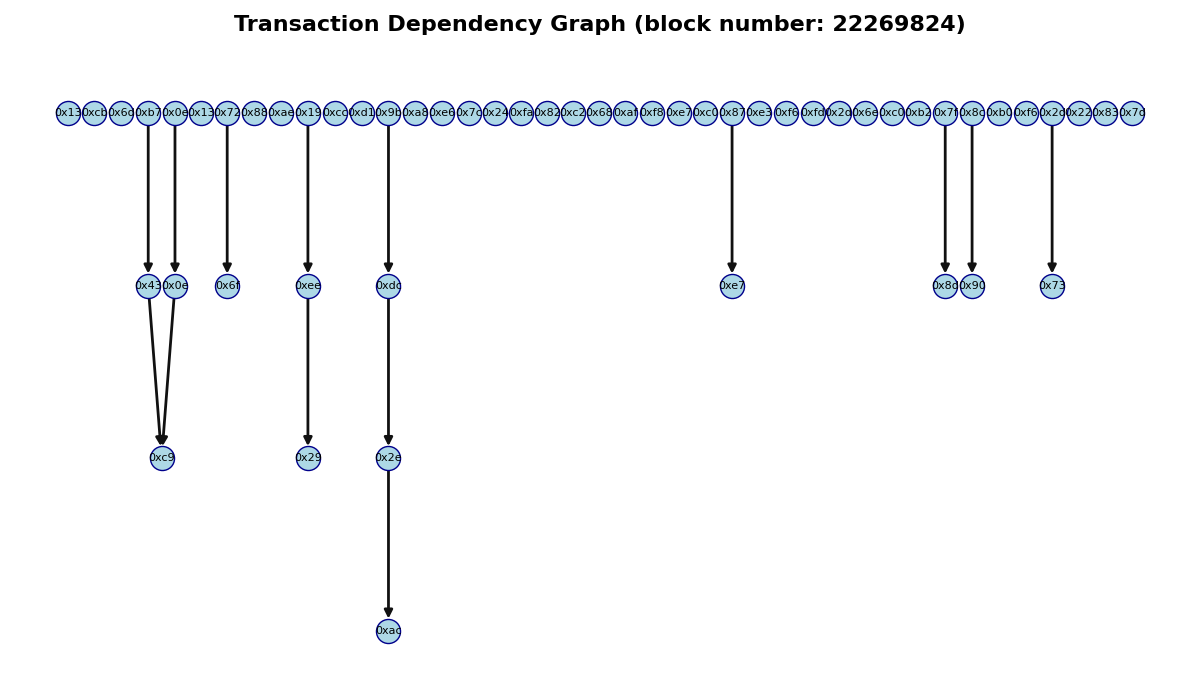 Transaction Dependency Graph (block number: 22269824)
0x13 0xcb 0x6d 0xb7 0x0e 0x13 0x72 0x88 0xae 0x19 0xcc 0xd1 0x9b 0xa8 0xe6 0x7c 0x24 0xfa 0x82 0xc2 0x68 0xaf 0xf8 0xe7 0xc0 0x87 0xe3 0xf6 0xfd 0x2d 0x6e 0xc0 0xb2 0x7f 0x8c 0xb0 0xf6 0x2d 0x22 0x83 0x7d
0x43 0x0e 0x6f 0xee 0xdc 0xe7 0x8d 0x90 0x73
0xc9 0x29 0x2e
0xac